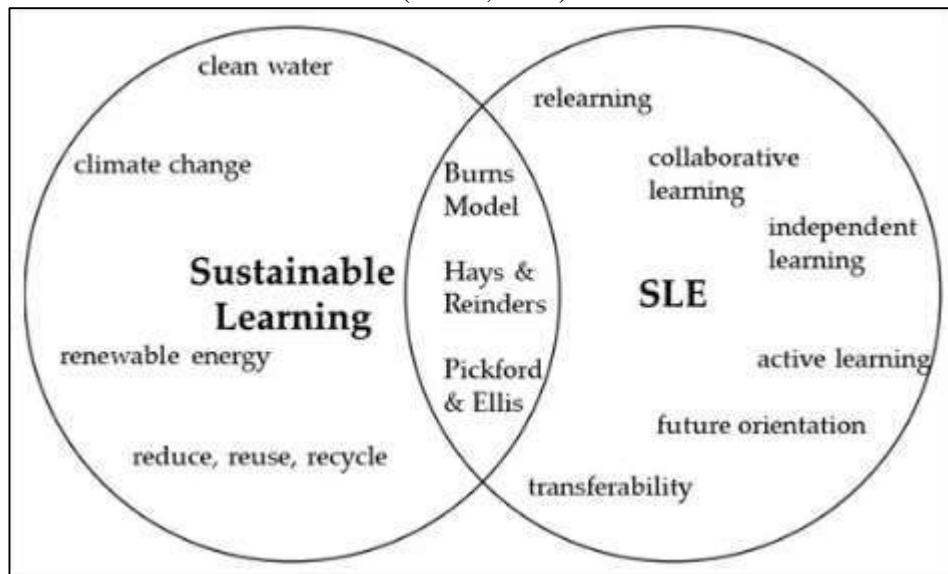 clean water
climate change
Sustainable
Learning
renewable energy
reduce, reuse, recycle
Burns
Model
Hays &
Reinders
Pickford
& Ellis
relearning
collaborative
learning
independent
learning
SLE
active learning
future orientation
transferability